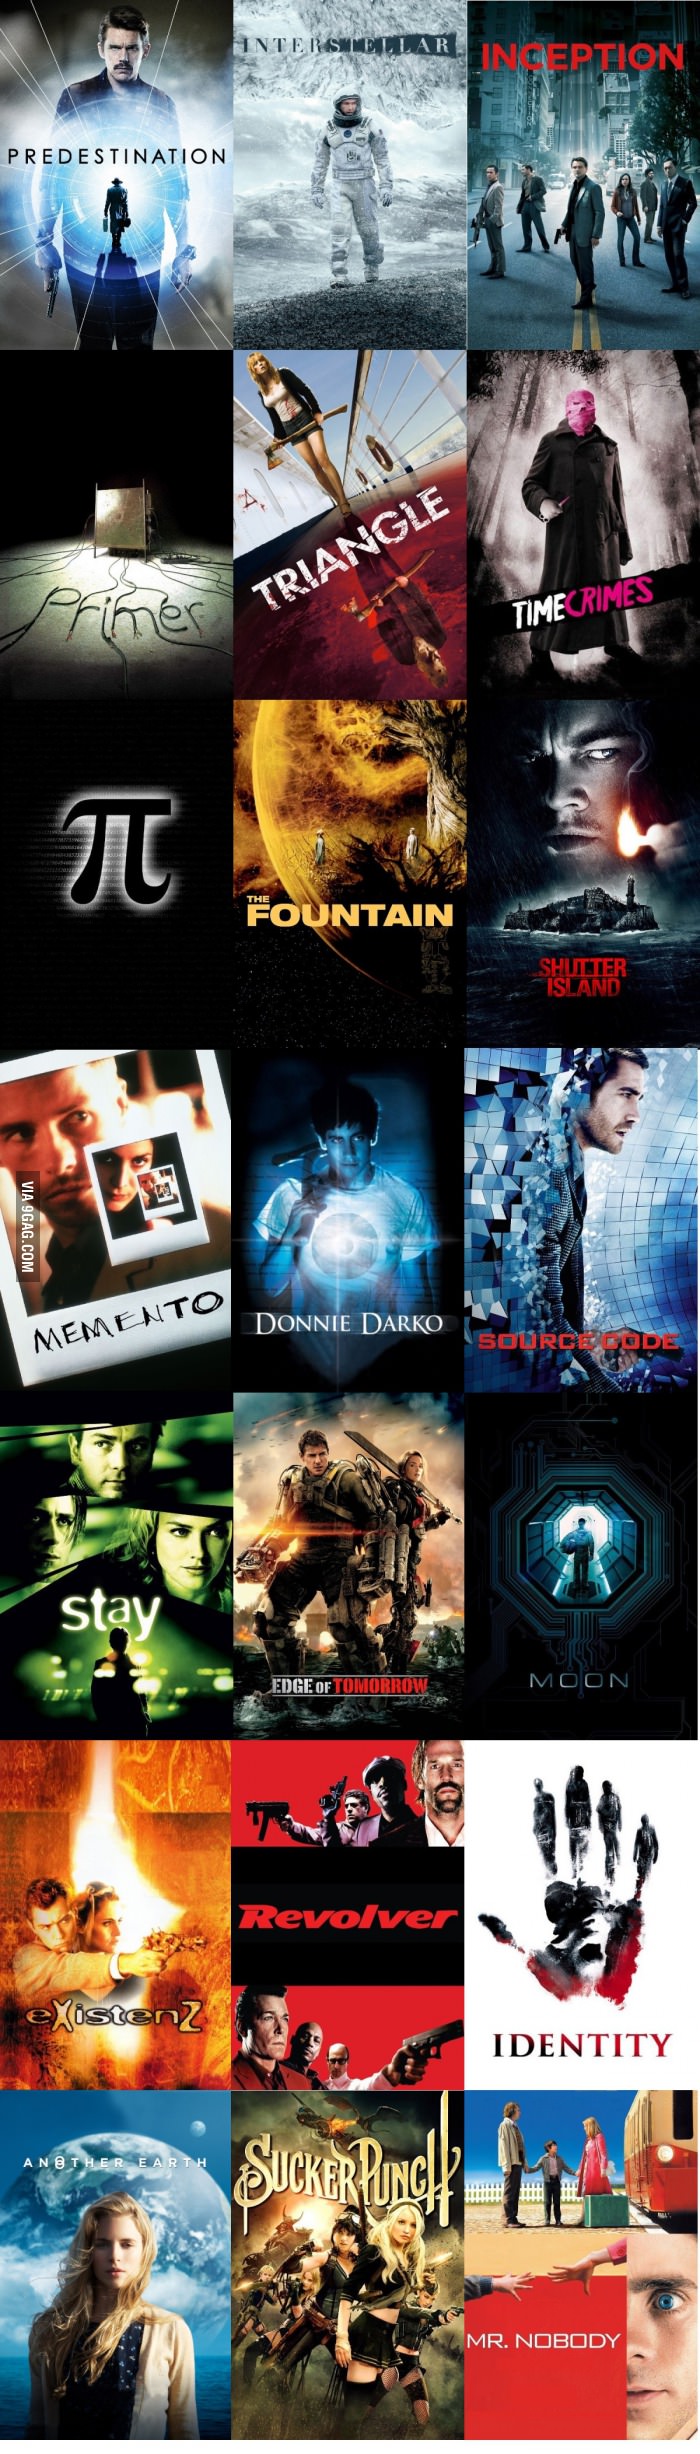 PREDESTINATION
INTERSTELLAR
INCEPTION
Primer
TRIANGLE
TIMECRIMES
π
THE
FOUNTAIN
SHUTTER
ISLAND
VIA 9GAG.COM
MEMENTO
DONNIE DARKO
SOURCE CODE
stay
EDGE OF TOMORROW
MOON
eXistenZ
Revolver
IDENTITY
ANOTHER EARTH
SUCKER PUNCH
MR. NOBODY